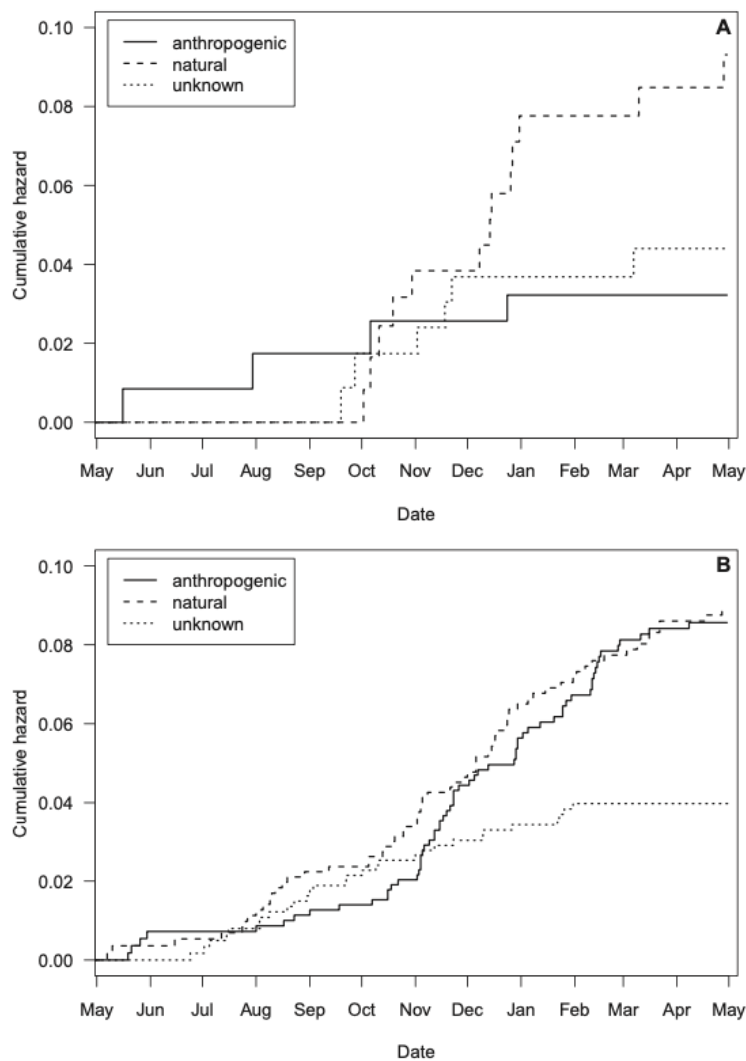 A
anthropogenic
natural
unknown
0.10
0.08
0.06
0.04
0.02
0.00
Cumulative hazard
May Jun Jul Aug Sep Oct Nov Dec Jan Feb Mar Apr May
Date
B
anthropogenic
natural
unknown
0.10
0.08
0.06
0.04
0.02
0.00
Cumulative hazard
May Jun Jul Aug Sep Oct Nov Dec Jan Feb Mar Apr May
Date